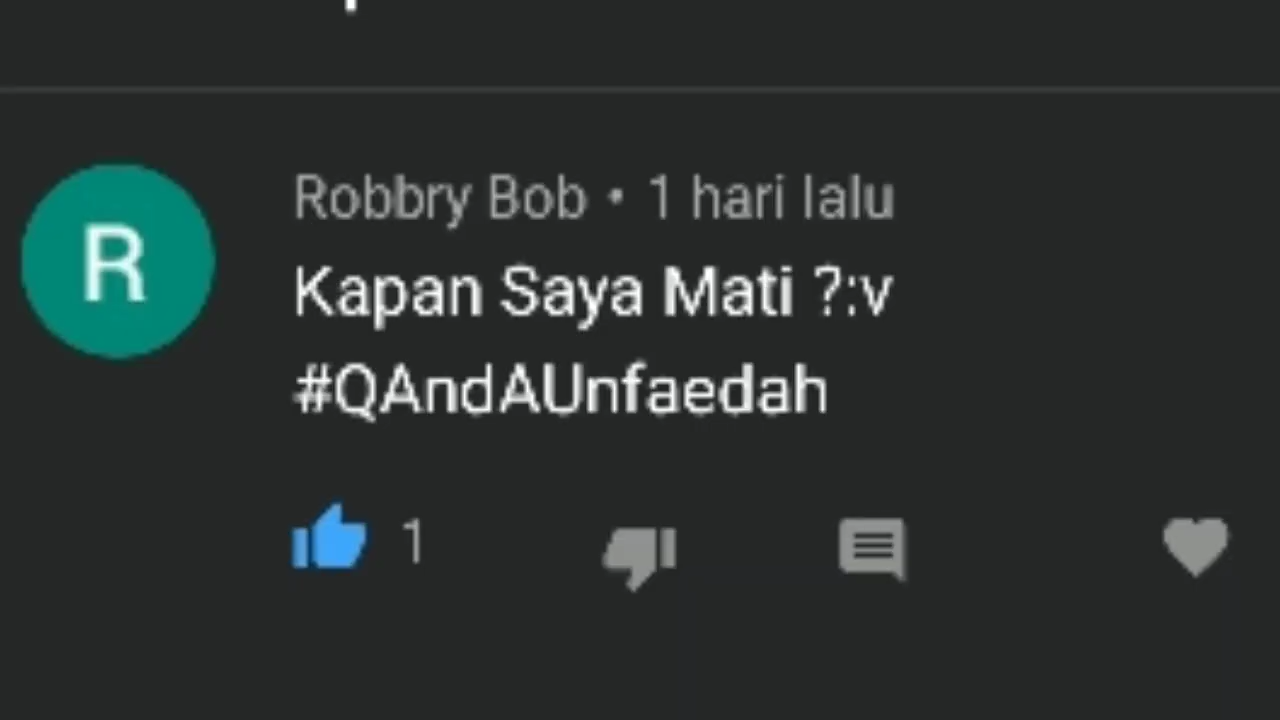 R
Robbry Bob • 1 hari lalu
Kapan Saya Mati ?:v
#QAndAUnfaedah
1